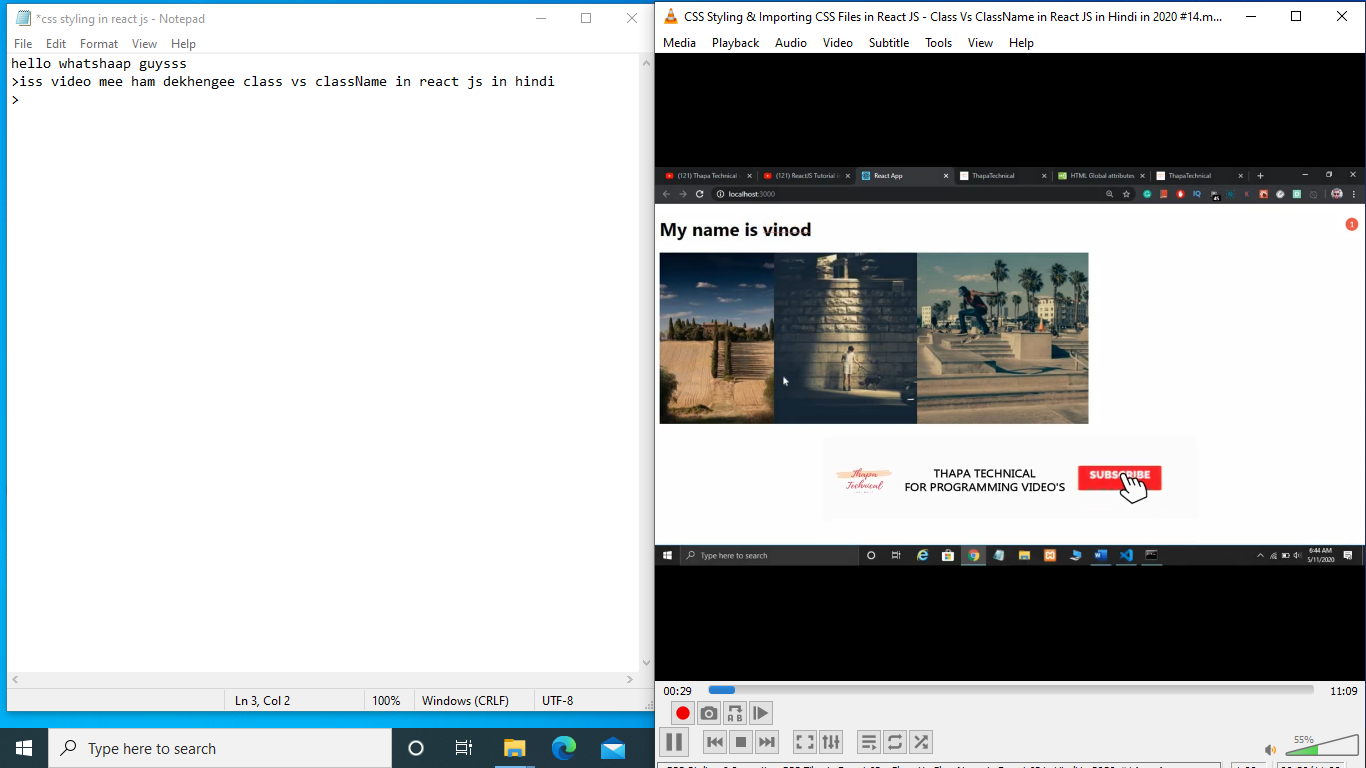 *css styling in react js - Notepad
File Edit Format View Help
hello whatshaap guysss
>iss video mee ham dekhengee class vs className in react js in hindi
>
Ln 3, Col 2 100% Windows (CRLF) UTF-8
Type here to search
CSS Styling & Importing CSS Files in React JS - Class Vs ClassName in React JS in Hindi in 2020 #14.m...
Media Playback Audio Video Subtitle Tools View Help
(121) Thapa Technical (121) ReactJS Tutorial i React App ThapaTechnical HTML Global attributes ThapaTechnical
localhost:3000
My name is vinod
1
Thapa
Technical
THAPA TECHNICAL
FOR PROGRAMMING VIDEO'S
SUBSCRIBE
Type here to search
6:44 AM
5/11/2020
00:29 11:09
A B
55%